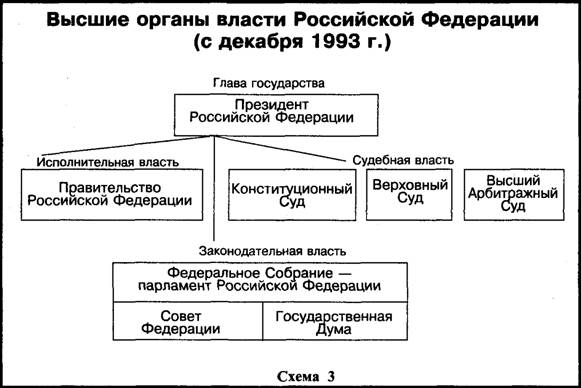 Высшие органы власти Российской Федерации
(с декабря 1993 г.)
Глава государства
Президент
Российской Федерации
Исполнительная власть
Судебная власть
Правительство
Российской Федерации
Конституционный
Суд
Верховный
Суд
Высший
Арбитражный
Суд
Законодательная власть
Федеральное Собрание —
парламент Российской Федерации
Совет
Федерации
Государственная
Дума
Схема 3